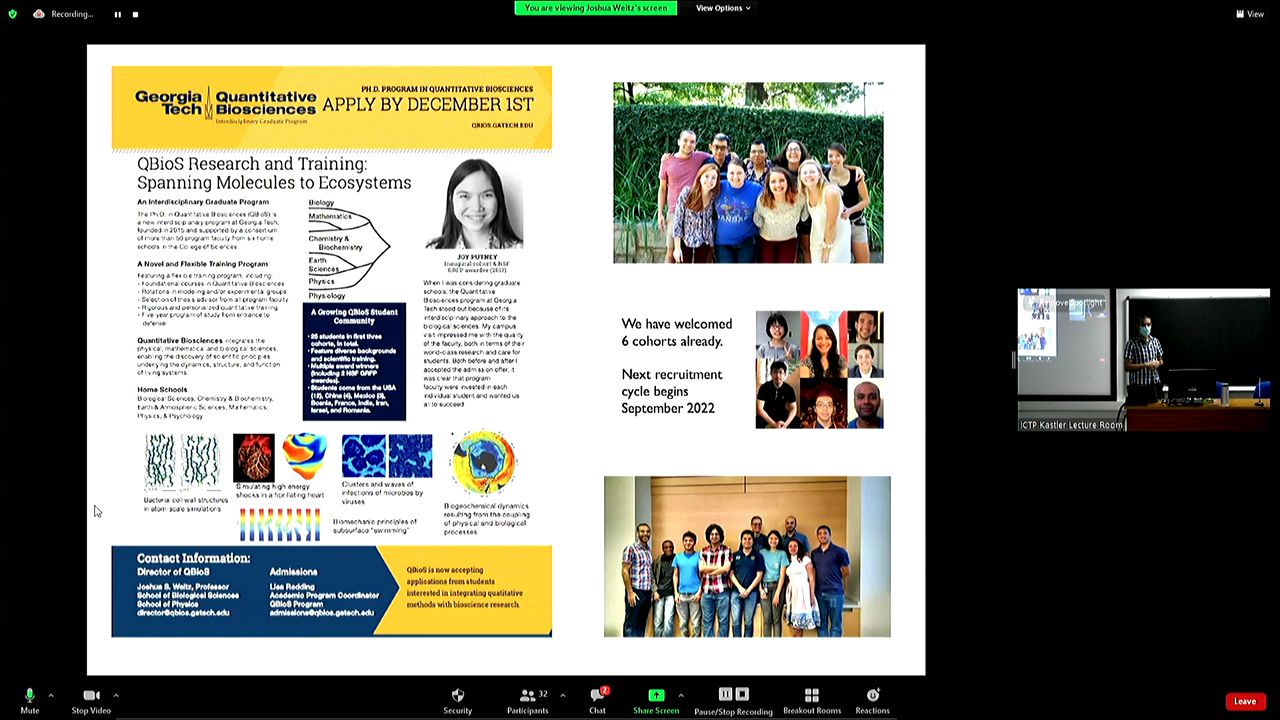 Recording...
You are viewing Joshua Weitz's screen
View Options
View
Georgia Tech
Quantitative Biosciences
Interdisciplinary Graduate Program
PH.D. PROGRAM IN QUANTITATIVE BIOSCIENCES
APPLY BY DECEMBER 1ST
QBIOS.GATECH.EDU
QBioS Research and Training:
Spanning Molecules to Ecosystems
An Interdisciplinary Graduate Program
The Ph.D. in Quantitative Biosciences (QBioS) is
a new interdisciplinary program at Georgia Tech,
founded in 2015 and supported by a consortium
of more than 50 program faculty from six home
schools in the College of Sciences.
A Novel and Flexible Training Program
Featuring a flexible training program, including:
- Foundational courses in Quantitative Biosciences
- Rotations in modeling and/or experimental groups
- Selection of thesis advisor from all program faculty
- Rigorous and personalized quantitative training
- Five-year program of study from entrance to
defense
Quantitative Biosciences integrates the
physical, mathematical, and biological sciences,
enabling the discovery of scientific principles
underlying the dynamics, structure, and function
of living systems.
Home Schools
Biological Sciences, Chemistry & Biochemistry,
Earth & Atmospheric Sciences, Mathematics,
Physics, & Psychology
Biology
Mathematics
Chemistry &
Biochemistry
Earth
Sciences
Physics
Physiology
A Growing QBioS Student
Community
• 25 students in first three
cohorts, in total.
• Feature diverse backgrounds
and scientific training.
• Multiple award winners
(including 2 NSF GRFP
awardees).
• Students come from the USA
(12), China (4), Mexico (3),
Bosnia, France, India, Iran,
Israel, and Romania.
JOY PUTNEY
Inaugural cohort & NSF
GRFP awardee (2017)
When I was considering graduate
schools, the Quantitative
Biosciences program at Georgia
Tech stood out because of its
interdisciplinary approach to the
biological sciences. My campus
visit impressed me with the quality
of the faculty, both in terms of their
world-class research and care for
students. Both before and after I
accepted the admission offer, it
was clear that program
faculty were invested in each
individual student and wanted us
all to succeed.
Bacterial cell wall structures
in atom-scale simulations
Simulating high energy
shocks in a fibrillating heart
Clusters and waves of
infections of microbes by
viruses
Biomechanic principles of
subsurface "swimming"
Biogeochemical dynamics
resulting from the coupling
of physical and biological
processes
Contact Information:
Director of QBioS
Joshua S. Weitz, Professor
School of Biological Sciences
School of Physics
director@qbios.gatech.edu
Admissions
Lisa Redding
Academic Program Coordinator
QBioS Program
admissions@qbios.gatech.edu
QBioS is now accepting
applications from students
interested in integrating quatitative
methods with bioscience research.
We have welcomed
6 cohorts already.
Next recruitment
cycle begins
September 2022
Remove Spotlight
ICTP Kastler Lecture Room
Mute
Stop Video
Security
32
Participants
2
Chat
Share Screen
Pause/Stop Recording
Breakout Rooms
Reactions
Leave